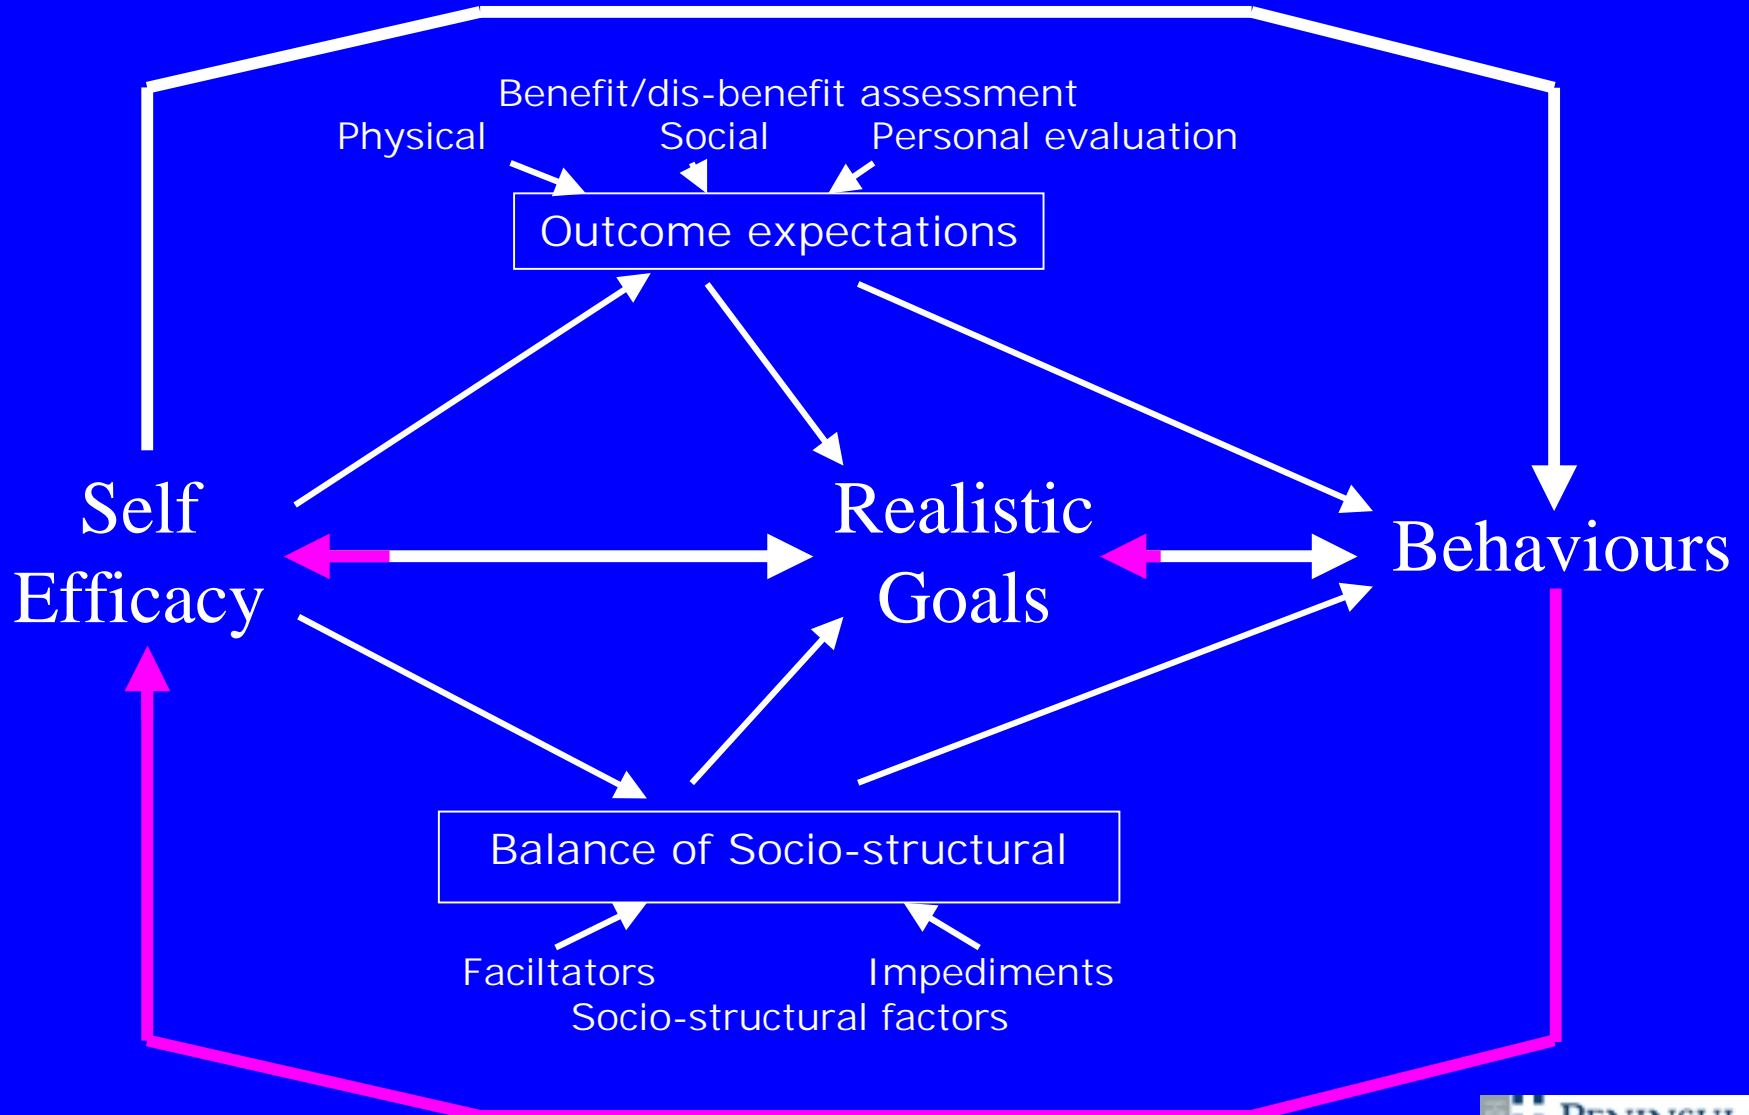 Benefit/dis-benefit assessment
Physical Social Personal evaluation
Outcome expectations
Self
Efficacy
Realistic
Goals
Behaviours
Balance of Socio-structural
Faciltators Impediments
Socio-structural factors